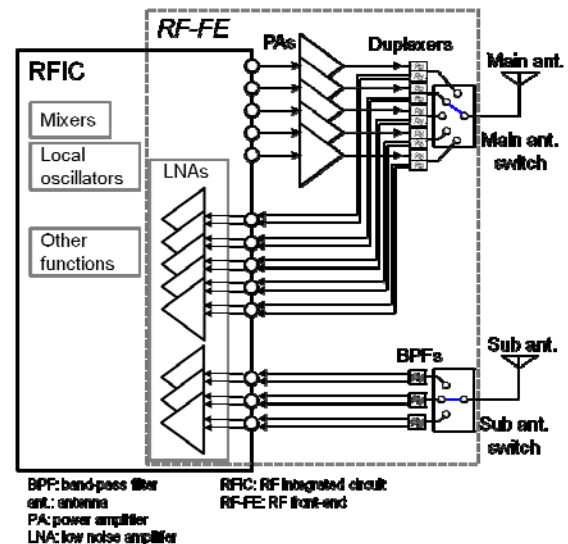 RF-FE
PAs
Duplexers
RFIC
Main ant.
Mixers
Local
oscillators
Main ant.
switch
LNAs
Other
functions
BPFs
Sub ant.
Sub ant.
switch
BPF: band-pass filter
ant.: antenna
PA: power amplifier
LNA: low noise amplifier
RFIC: RF integrated circuit
RF-FE: RF front-end